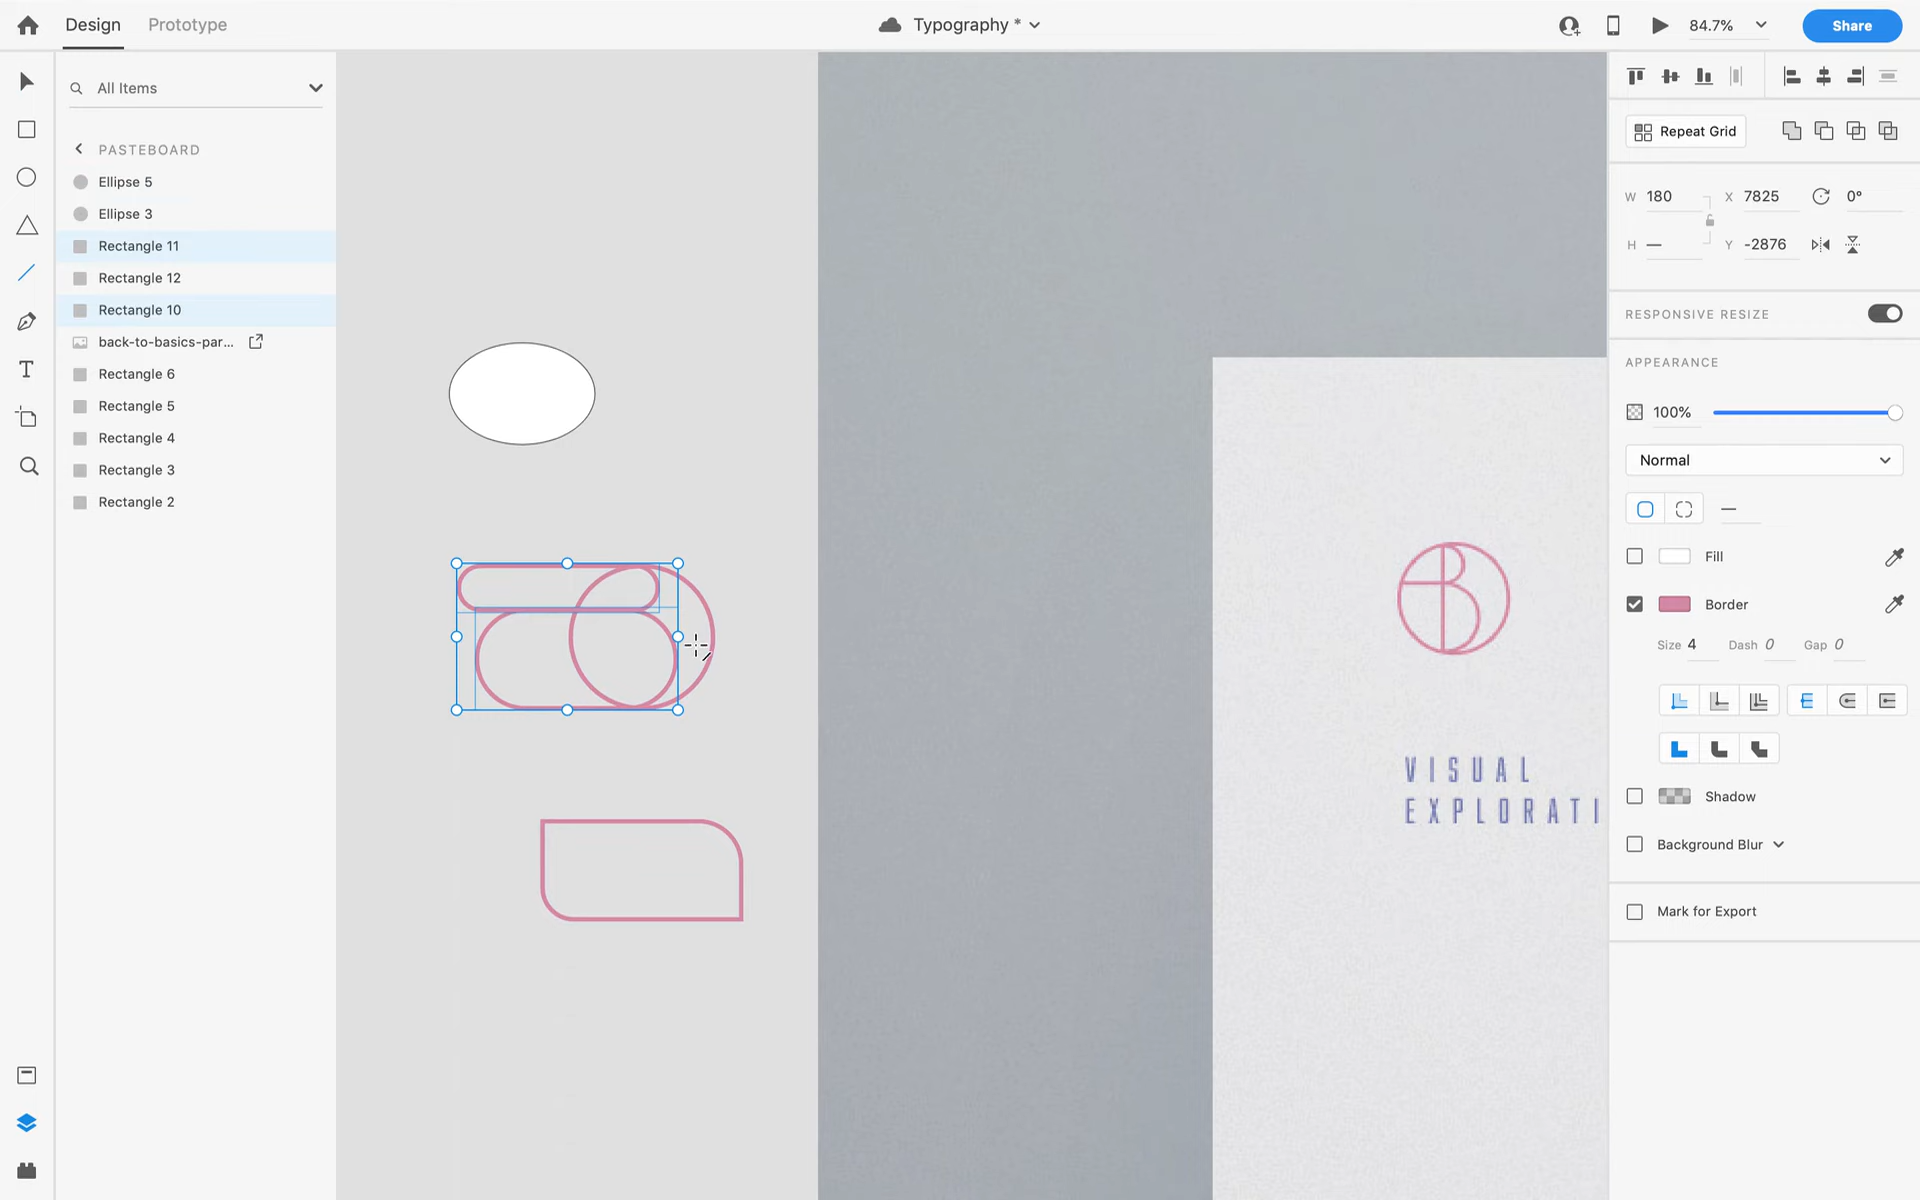 Design Prototype Typography * 84.7% Share
All Items
PASTEBOARD
Ellipse 5
Ellipse 3
Rectangle 11
Rectangle 12
Rectangle 10
back-to-basics-par...
Rectangle 6
Rectangle 5
Rectangle 4
Rectangle 3
Rectangle 2
B
VISUAL
EXPLORATI
Repeat Grid
W 180 X 7825 0°
H — Y -2876
RESPONSIVE RESIZE
APPEARANCE
100%
Normal
—
Fill
Border
Size 4 Dash 0 Gap 0
Shadow
Background Blur
Mark for Export